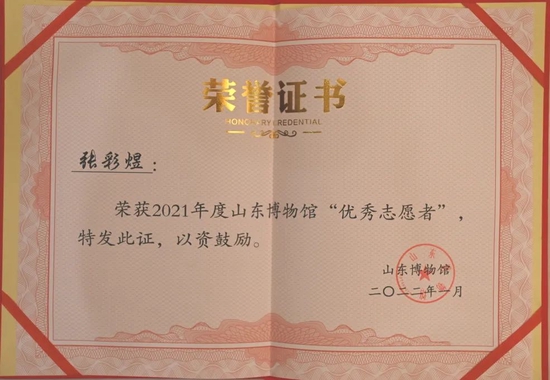 荣誉证书
HONORARY CREDENTIAL
张彩煜：
荣获2021年度山东博物馆“优秀志愿者”，
特发此证，以资鼓励。
山东博物馆
二〇二二年一月